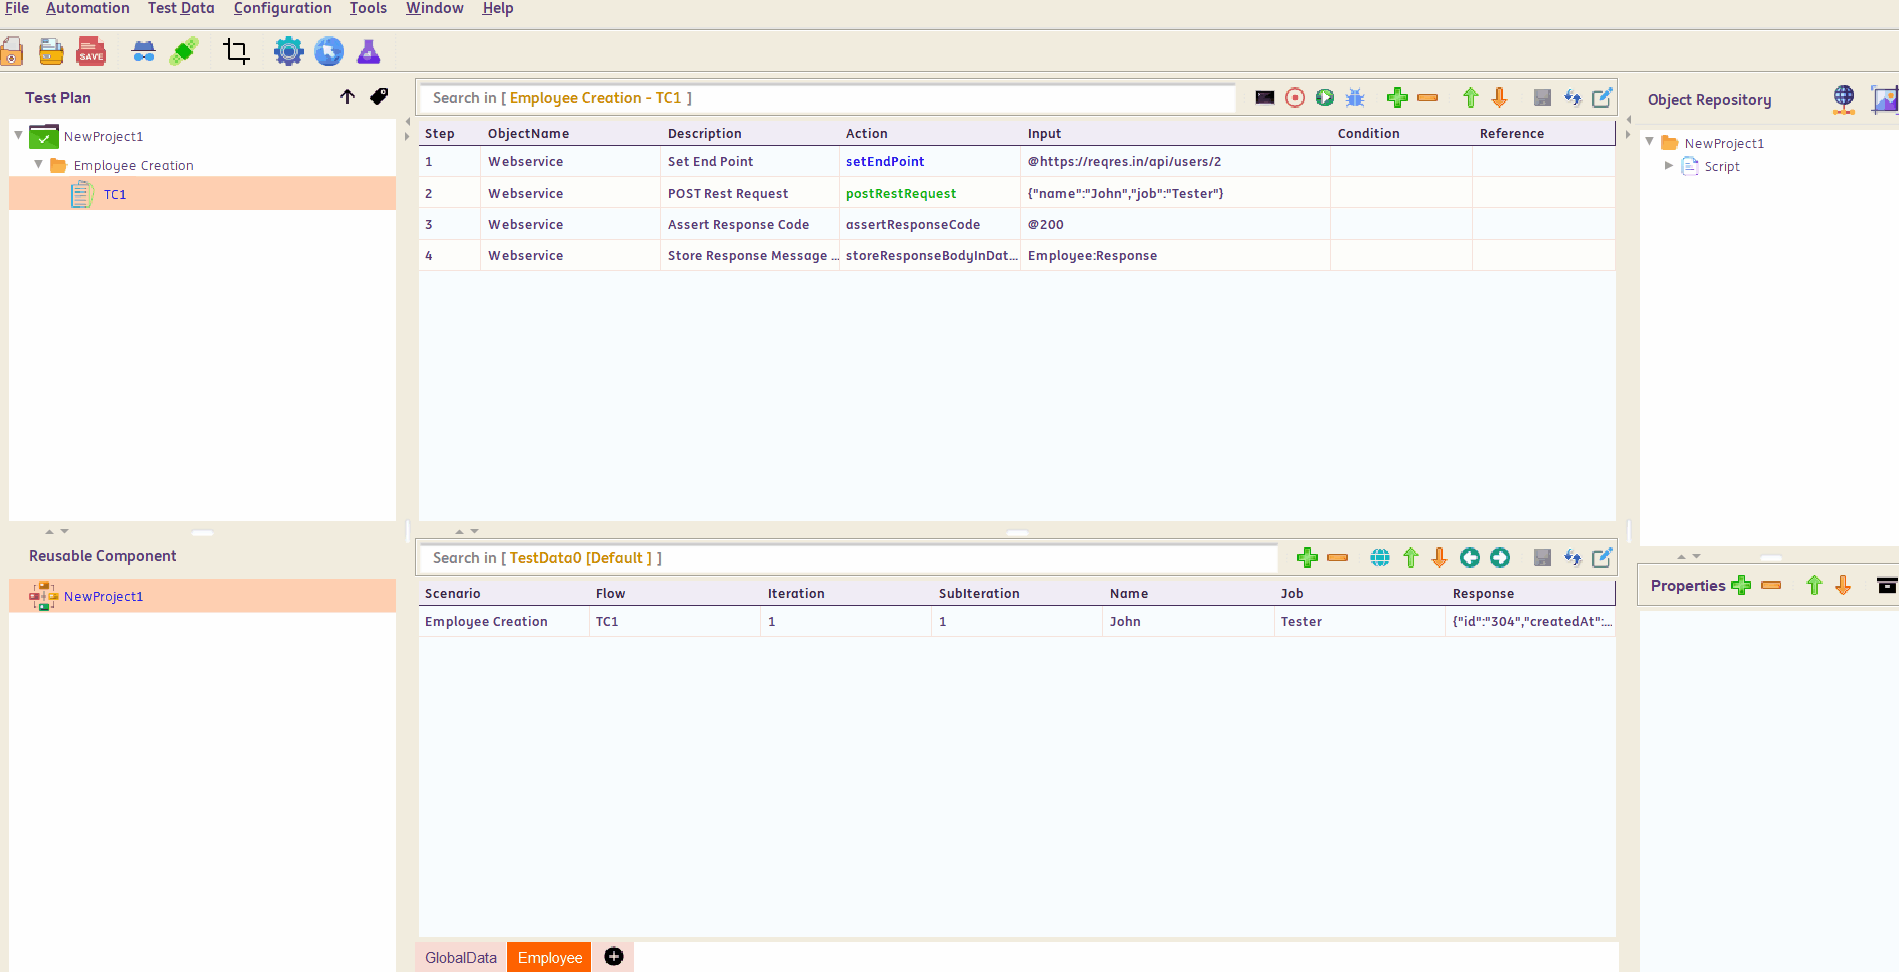 File Automation Test Data Configuration Tools Window Help
SAVE
Test Plan
NewProject1
Employee Creation
TC1
Search in [ Employee Creation - TC1 ]
Step ObjectName Description Action Input Condition Reference
1 Webservice Set End Point setEndPoint @https://reqres.in/api/users/2
2 Webservice POST Rest Request postRestRequest {"name":"John","job":"Tester"}
3 Webservice Assert Response Code assertResponseCode @200
4 Webservice Store Response Message ... storeResponseBodyInDat... Employee:Response
Object Repository
NewProject1
Script
Reusable Component
NewProject1
Search in [ TestData0 [Default ] ]
Scenario Flow Iteration SubIteration Name Job Response
Employee Creation TC1 1 1 John Tester {"id":"304","createdAt":...
GlobalData Employee
Properties